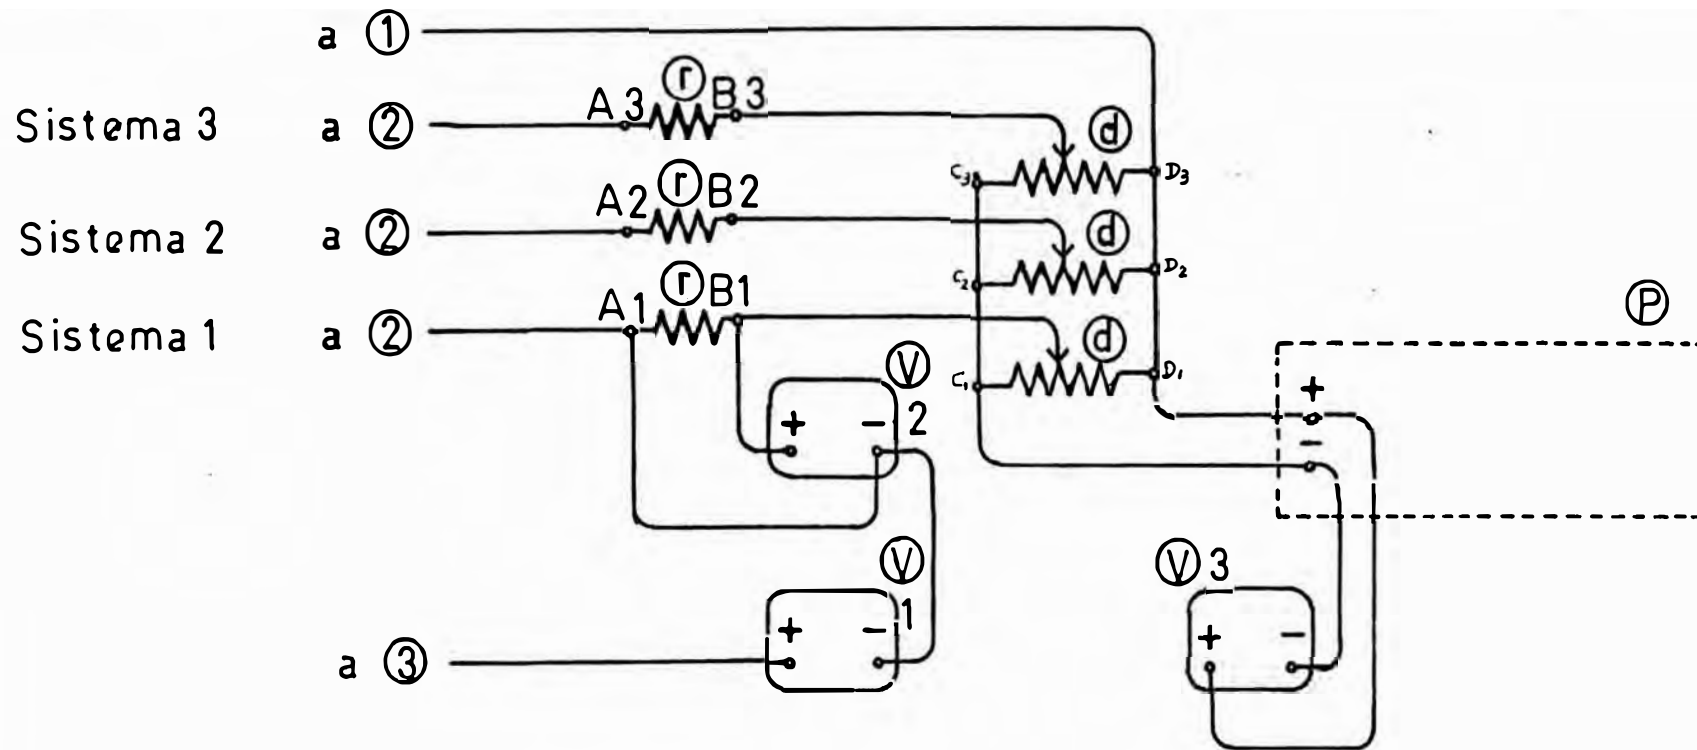 a ①
ⓡ
A3 B3
Sistema 3 a ②
ⓓ
C₃ D₃
ⓡ
A2 B2
Sistema 2 a ②
ⓓ
C₂ D₂
ⓡ
A1 B1
Sistema 1 a ②
ⓓ
C₁ D₁
Ⓟ
Ⓥ
2
+ -
+
-
Ⓥ
1
+ -
Ⓥ 3
+ -
a ③